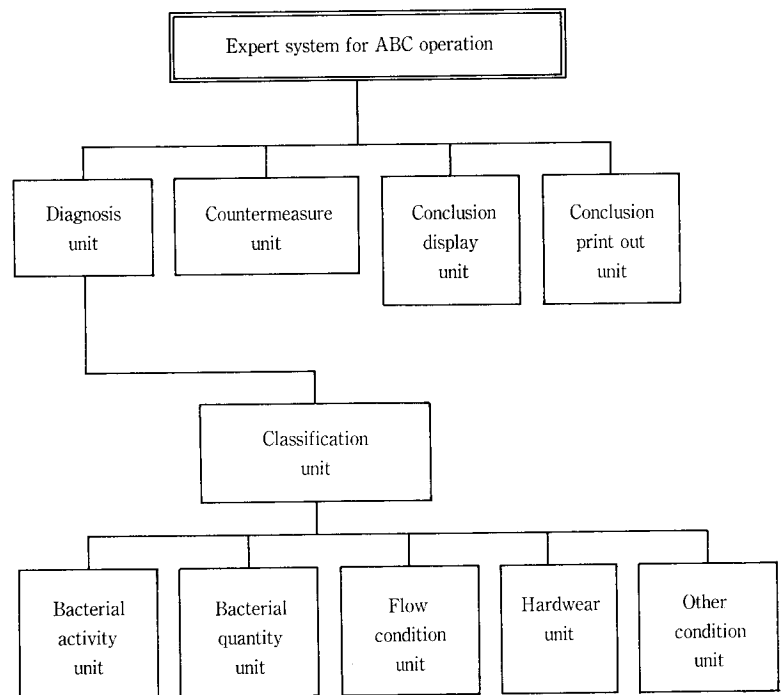 Expert system for ABC operation
Diagnosis
unit
Countermeasure
unit
Conclusion
display
unit
Conclusion
print out
unit
Classification
unit
Bacterial
activity
unit
Bacterial
quantity
unit
Flow
condition
unit
Hardwear
unit
Other
condition
unit